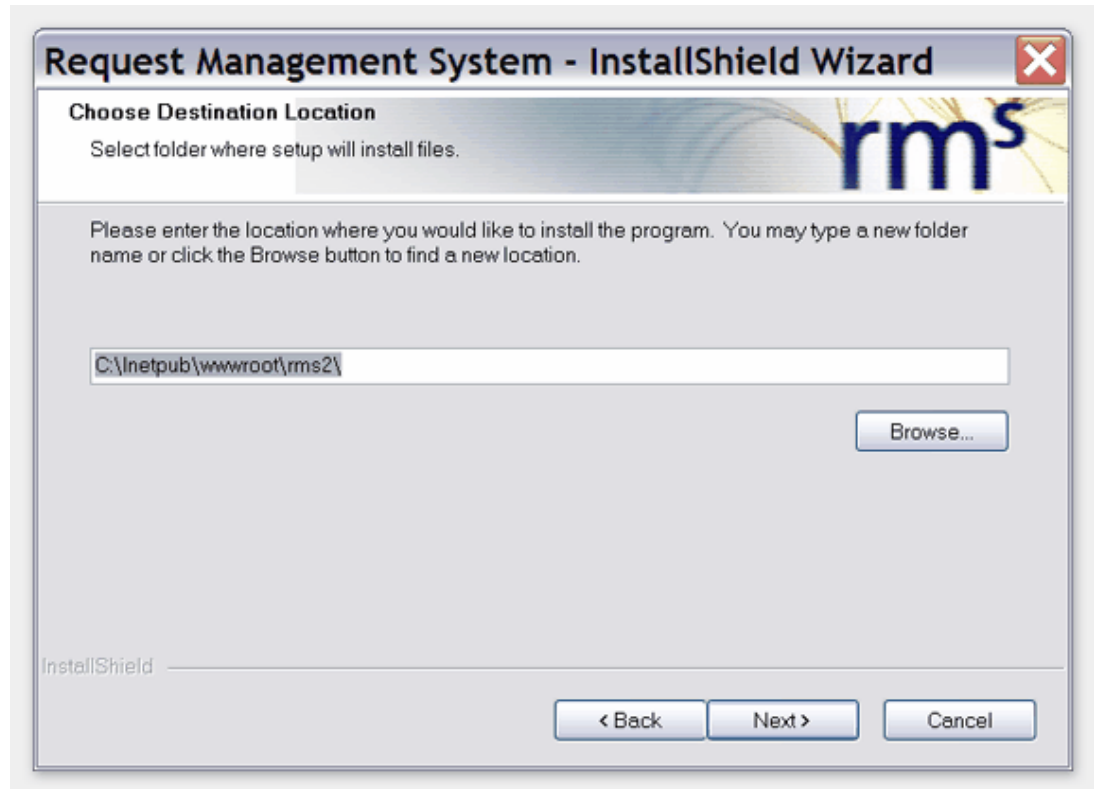 Request Management System - InstallShield Wizard
Choose Destination Location
Select folder where setup will install files.
rms
Please enter the location where you would like to install the program. You may type a new folder
name or click the Browse button to find a new location.
C:\Inetpub\wwwroot\rms2\
Browse...
InstallShield
< Back
Next >
Cancel